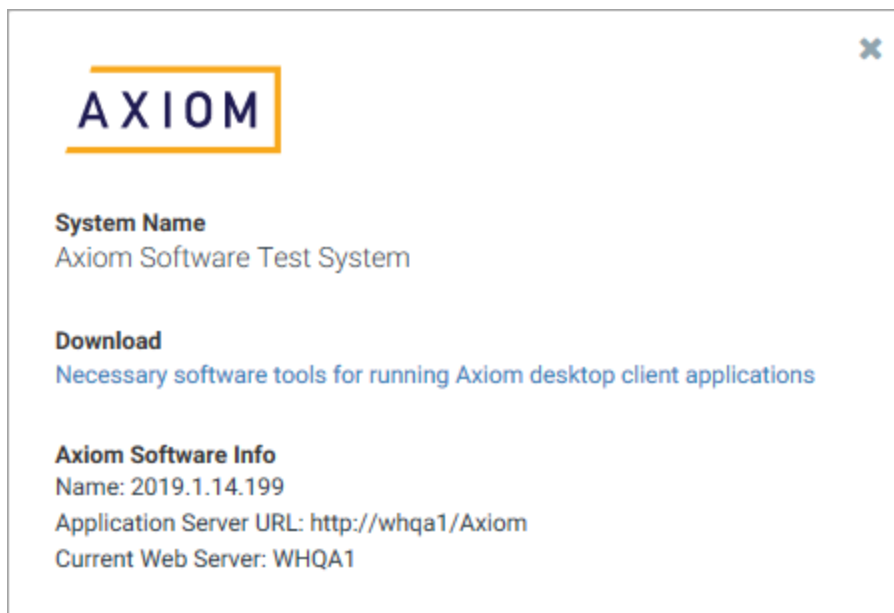 AXIOM
System Name
Axiom Software Test System
Download
Necessary software tools for running Axiom desktop client applications
Axiom Software Info
Name: 2019.1.14.199
Application Server URL: http://whqa1/Axiom
Current Web Server: WHQA1